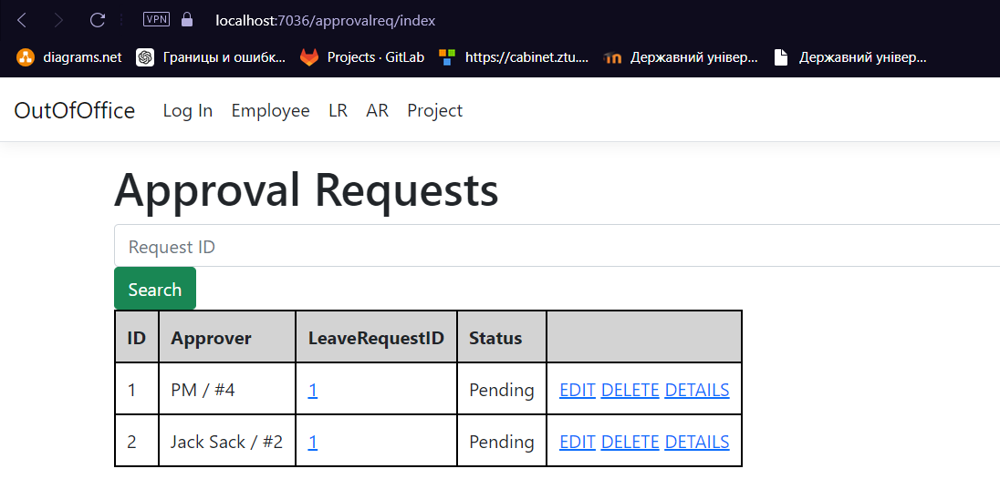 VPN localhost:7036/approvalreq/index
diagrams.net Границы и ошибк... Projects · GitLab https://cabinet.ztu.... Державний універ... Державний універ...
OutOfOffice Log In Employee LR AR Project
Approval Requests
Request ID
Search
ID Approver LeaveRequestID Status
1 PM / #4 1 Pending EDIT DELETE DETAILS
2 Jack Sack / #2 1 Pending EDIT DELETE DETAILS